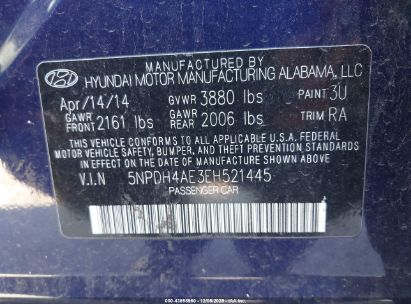 MANUFACTURED BY
HYUNDAI MOTOR MANUFACTURING ALABAMA, LLC
Apr/14/14 GVWR 3880 lbs PAINT 3U
GAWR FRONT 2161 lbs GAWR REAR 2006 lbs TRIM RA
THIS VEHICLE CONFORMS TO ALL APPLICABLE U.S.A. FEDERAL
MOTOR VEHICLE SAFETY, BUMPER, AND THEFT PREVENTION
STANDARDS IN EFFECT ON THE DATE OF MANUFACTURE SHOWN ABOVE.
V.I.N 5NPDH4AE3EH521445
PASSENGER CAR